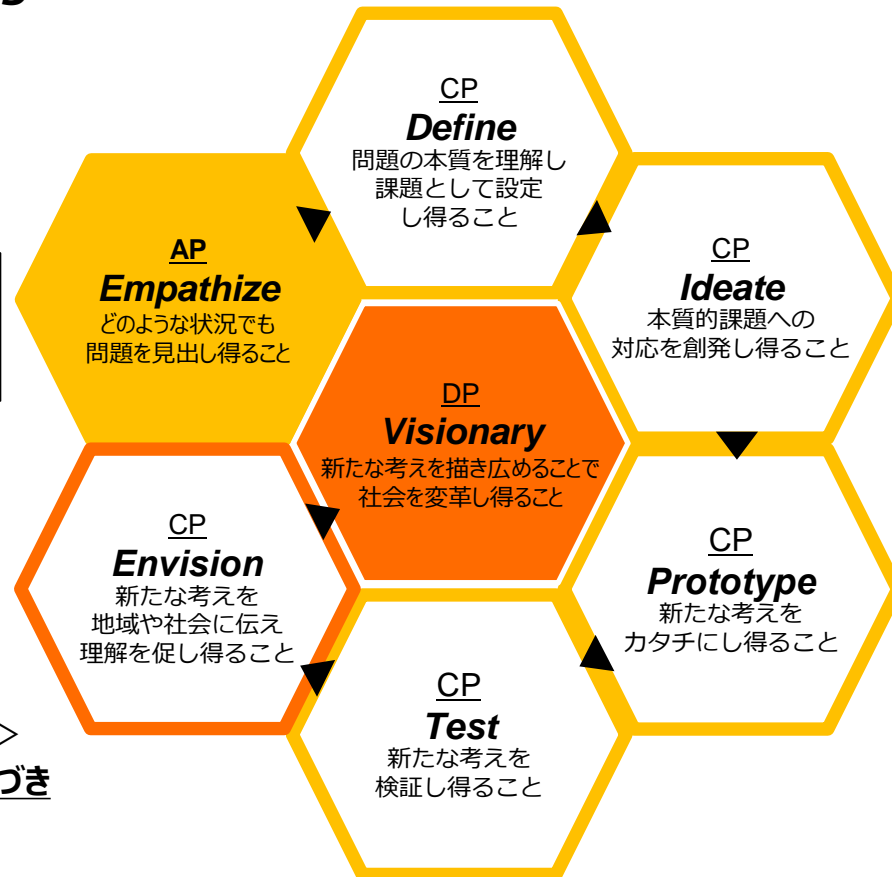 CP
Define
問題の本質を理解し
課題として設定
し得ること
AP
Empathize
どのような状況でも
問題を見出し得ること
CP
Ideate
本質的課題への
対応を創発し得ること
DP
Visionary
新たな考えを描き広めることで
社会を変革し得ること
CP
Envision
新たな考えを
地域や社会に伝え
理解を促し得ること
CP
Prototype
新たな考えを
カタチにし得ること
CP
Test
新たな考えを
検証し得ること
＞
づき